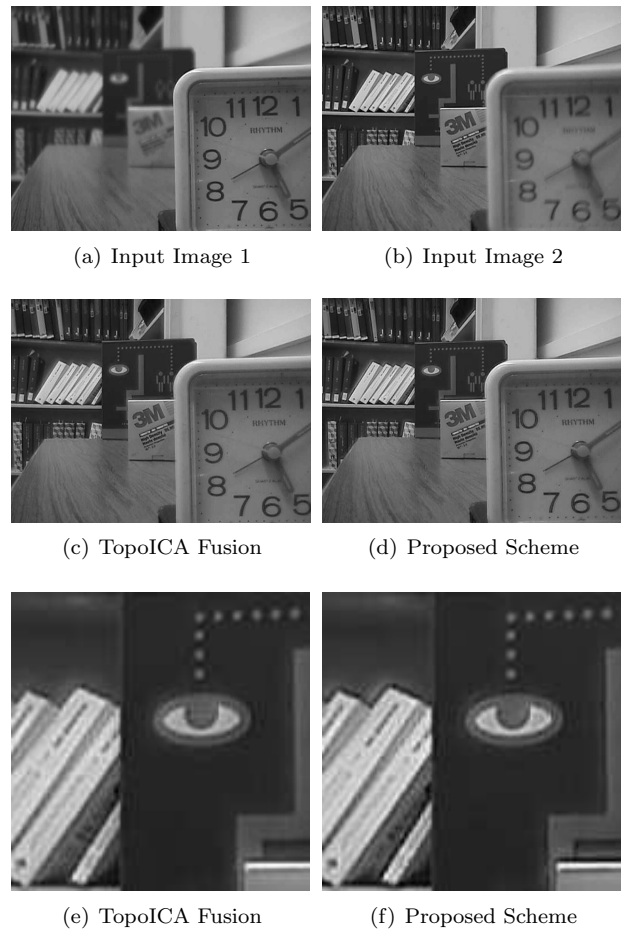 3M
11 12 1
10
RHYTHM
9
8
7 6 5
3M
11 12 1
10
RHYTHM
9
8
7 6 5
(a) Input Image 1
(b) Input Image 2
3M
11 12 1
10
RHYTHM
9
8
7 6 5
3M
11 12 1
10
RHYTHM
9
8
7 6 5
(c) TopoICA Fusion
(d) Proposed Scheme
(e) TopoICA Fusion
(f) Proposed Scheme